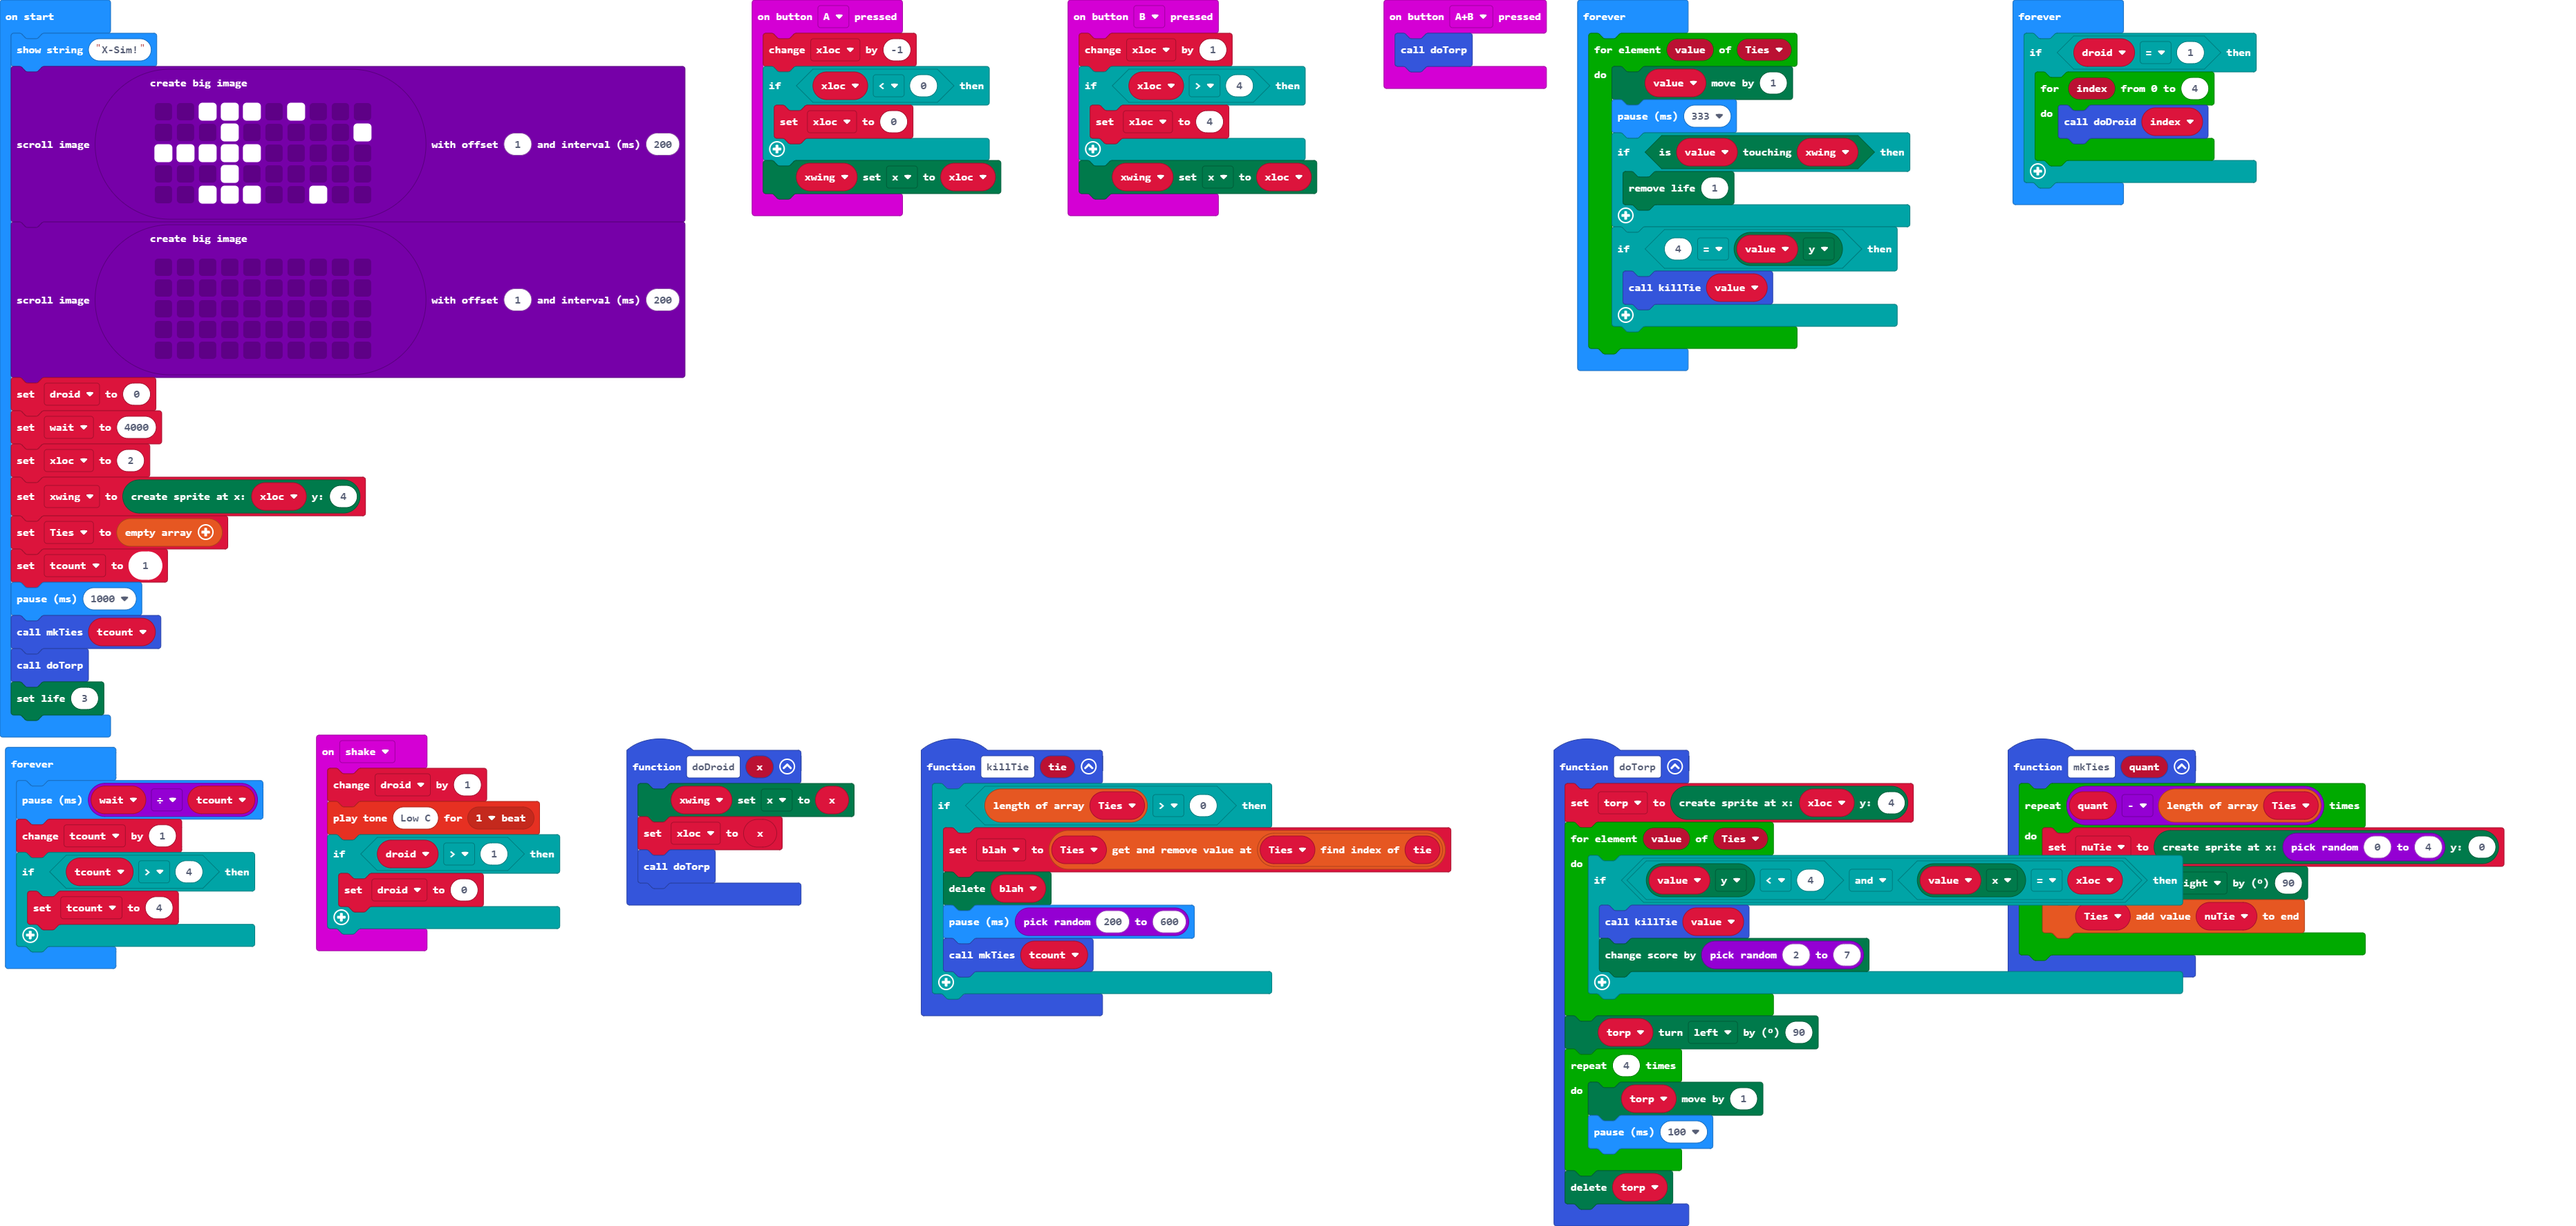 on start
show string "X-Sim!"
create big image
scroll image with offset 1 and interval (ms) 200
create big image
scroll image with offset 1 and interval (ms) 200
set droid to 0
set wait to 4000
set xloc to 2
set xwing to create sprite at x: xloc y: 4
set Ties to empty array
set tcount to 1
pause (ms) 1000
call mkTies tcount
call doTorp
set life 3
on button A pressed
change xloc by -1
if xloc < 0 then
set xloc to 0
xwing set x to xloc
on button B pressed
change xloc by 1
if xloc > 4 then
set xloc to 4
xwing set x to xloc
on button A+B pressed
call doTorp
forever
for element value of Ties
do
value move by 1
pause (ms) 333
if is value touching xwing then
remove life 1
if 4 = value y then
call killTie value
forever
if droid = 1 then
for index from 0 to 4
do
call doDroid index
forever
pause (ms) wait ÷ tcount
change tcount by 1
if tcount > 4 then
set tcount to 4
on shake
change droid by 1
play tone Low C for 1 beat
if droid > 1 then
set droid to 0
function doDroid x
xwing set x to x
set xloc to x
call doTorp
function killTie tie
if length of array Ties > 0 then
set blah to Ties get and remove value at Ties find index of tie
delete blah
pause (ms) pick random 200 to 600
call mkTies tcount
function doTorp
set torp to create sprite at x: xloc y: 4
for element value of Ties
do
if value y < 4 and value x = xloc then
call killTie value
change score by pick random 2 to 7
torp turn left by (º) 90
repeat 4 times
do
torp move by 1
pause (ms) 100
delete torp
function mkTies quant
repeat quant - length of array Ties times
do
set nuTie to create sprite at x: pick random 0 to 4 y: 0
ight by (º) 90
Ties add value nuTie to end